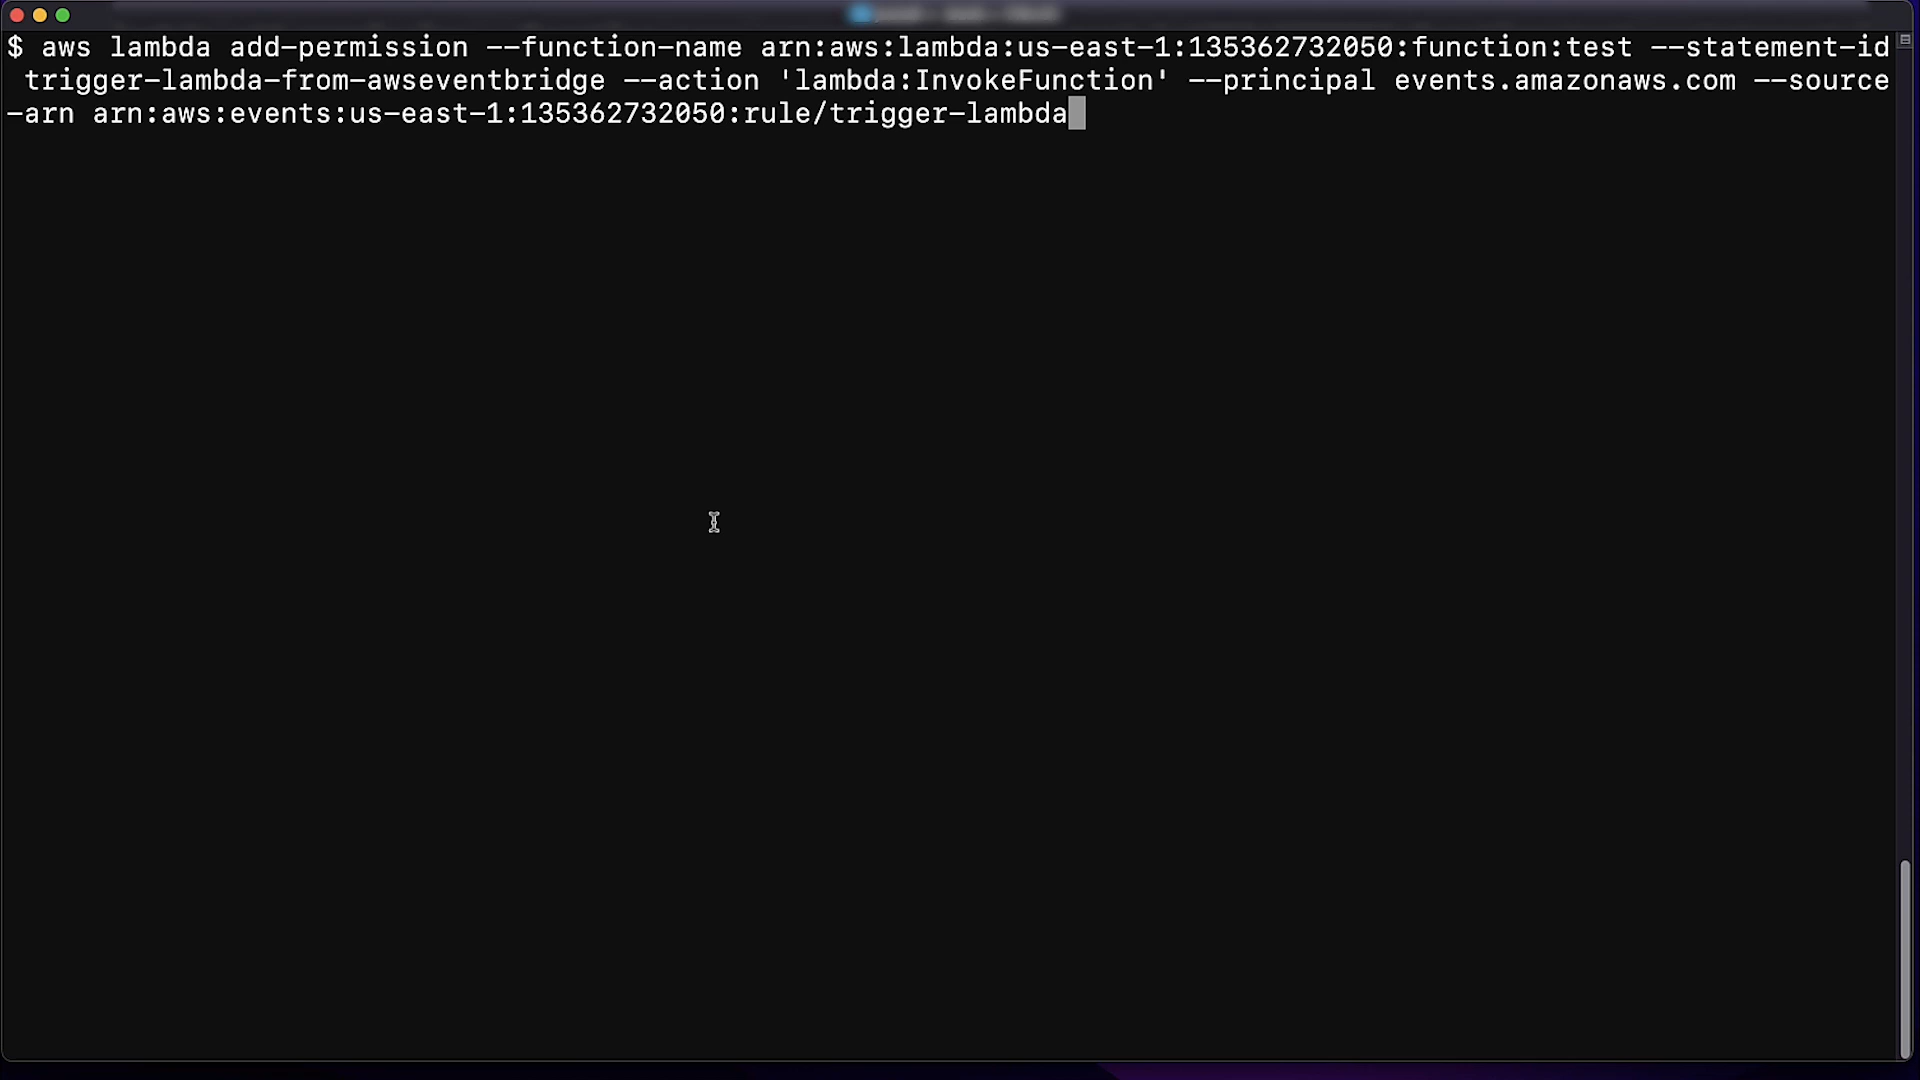 $ aws lambda add-permission --function-name arn:aws:lambda:us-east-1:135362732050:function:test --statement-id
trigger-lambda-from-awseventbridge --action 'lambda:InvokeFunction' --principal events.amazonaws.com --source
-arn arn:aws:events:us-east-1:135362732050:rule/trigger-lambda